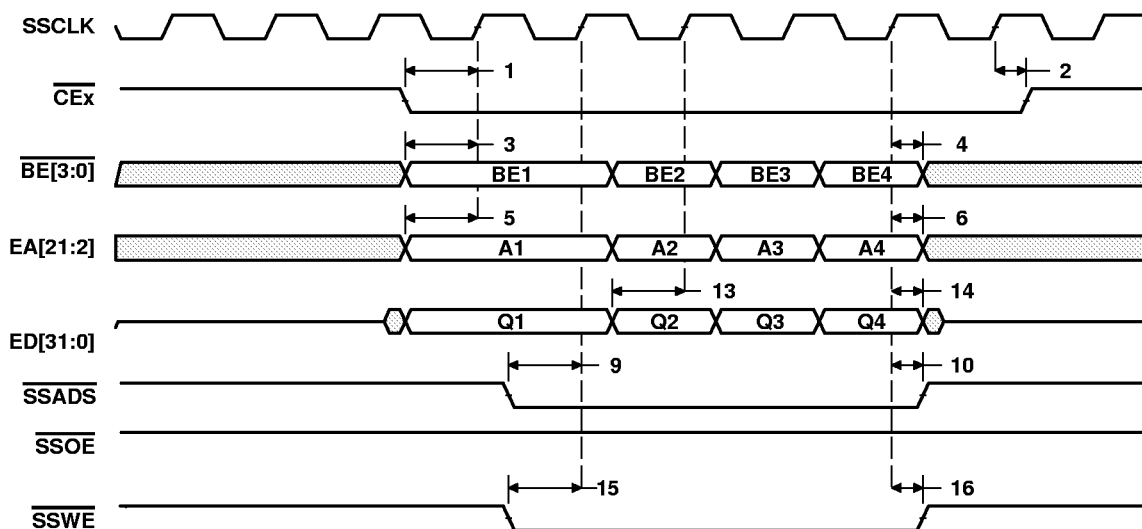 SSCLK
1 2
CEx
3 4
BE[3:0] BE1 BE2 BE3 BE4
5 6
EA[21:2] A1 A2 A3 A4
13 14
Q1 Q2 Q3 Q4
ED[31:0]
9 10
SSADS
SSOE
15 16
SSWE